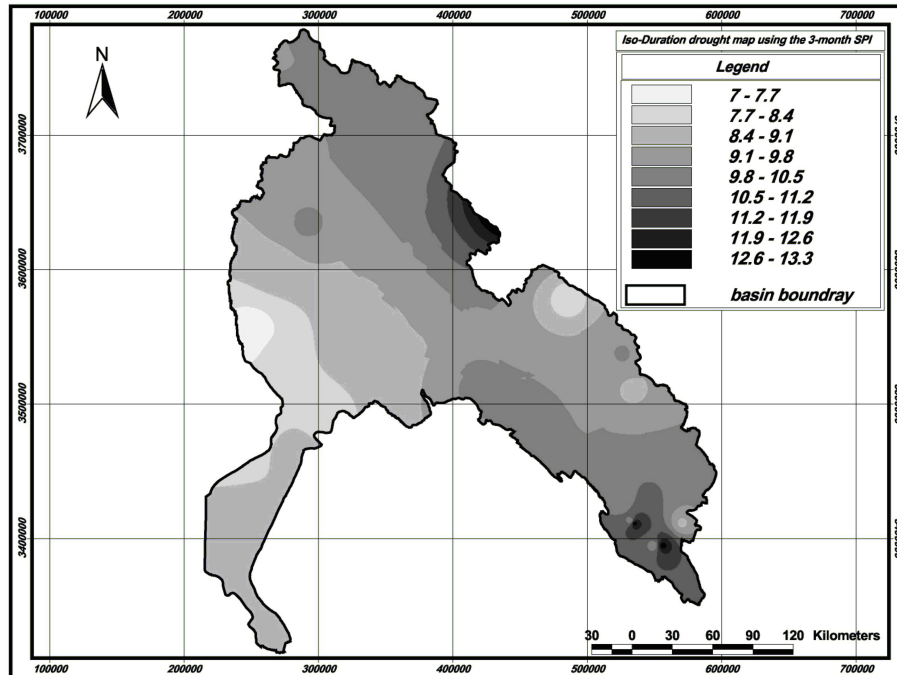 100000 200000 300000 400000 500000 600000 700000
Iso-Duration drought map using the 3-month SPI
Legend
7 - 7.7
7.7 - 8.4
8.4 - 9.1
9.1 - 9.8
9.8 - 10.5
10.5 - 11.2
11.2 - 11.9
11.9 - 12.6
12.6 - 13.3
basin boundray
N
3700000
3600000
3500000
3400000
30 0 30 60 90 120 Kilometers
100000 200000 300000 400000 500000 600000 700000